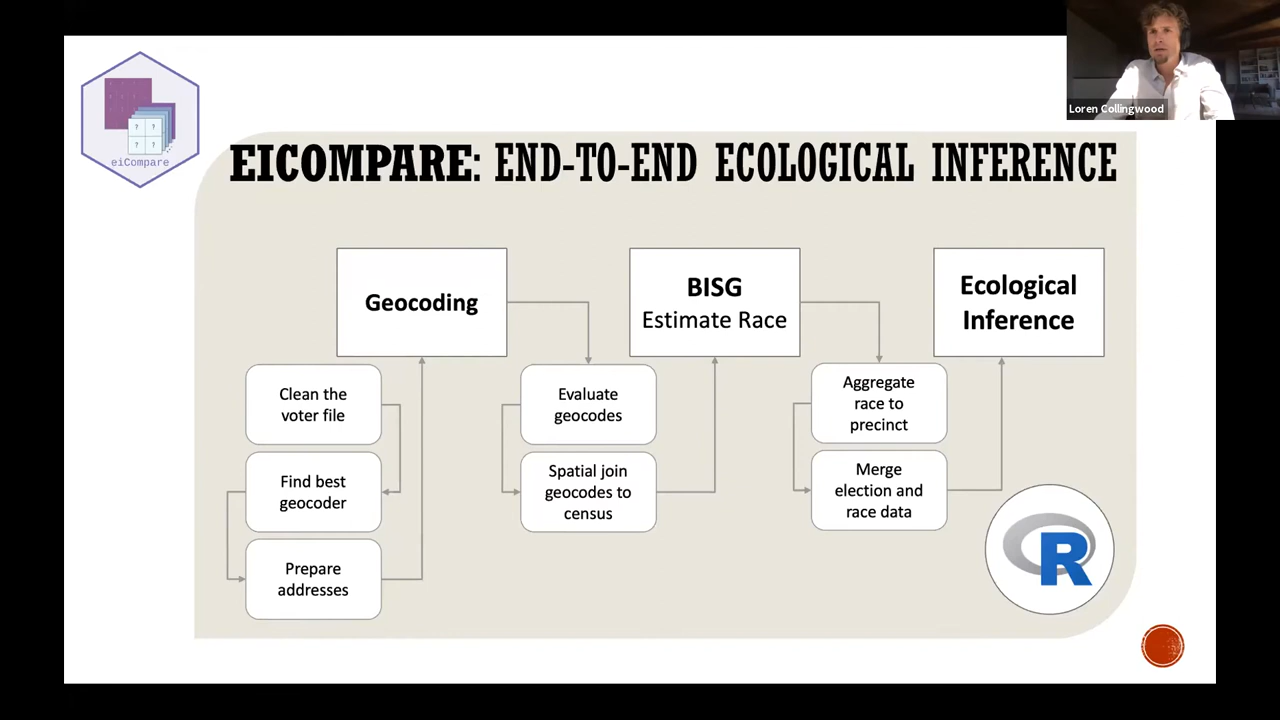 Loren Collingwood
? ?
? ?
eiCompare
EICOMPARE: END-TO-END ECOLOGICAL INFERENCE
Geocoding
Clean the
voter file
Find best
geocoder
Prepare
addresses
BISG
Estimate Race
Evaluate
geocodes
Spatial join
geocodes to
census
Ecological
Inference
Aggregate
race to
precinct
Merge
election and
race data
R